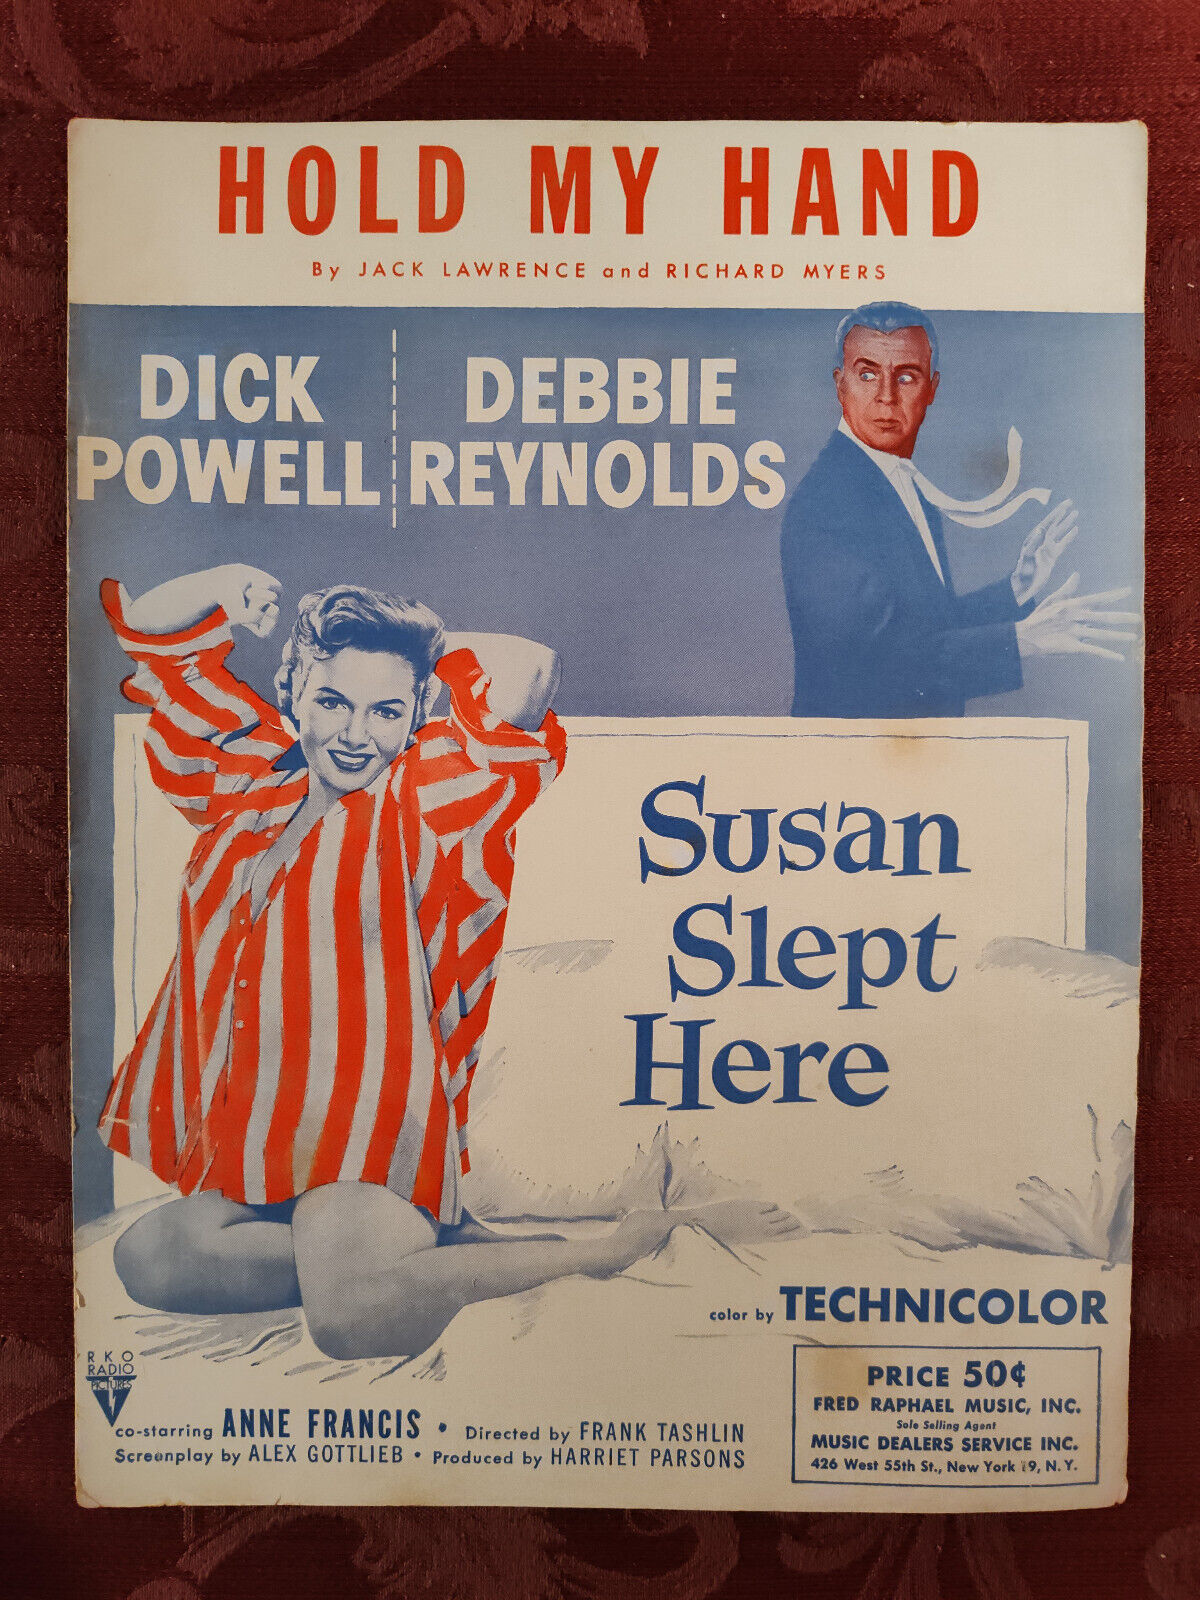 HOLD MY HAND
By JACK LAWRENCE and RICHARD MYERS
DICK
POWELL
DEBBIE
REYNOLDS
Susan
Slept
Here
color by TECHNICOLOR
RKO
RADIO
PICTURES
co-starring ANNE FRANCIS • Directed by FRANK TASHLIN
Screenplay by ALEX GOTTLIEB • Produced by HARRIET PARSONS
PRICE 50¢
FRED RAPHAEL MUSIC, INC.
Sole Selling Agent
MUSIC DEALERS SERVICE INC.
426 West 55th St., New York 19, N.Y.